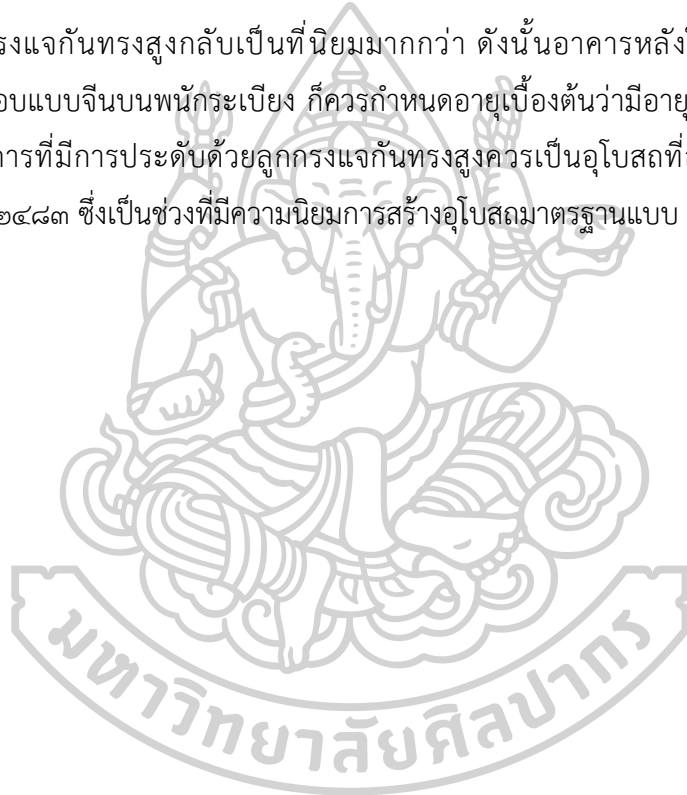 รงแจกันทรงสูงกลับเป็นที่นิยมมากกว่า ดังนั้นอาคารหลัง
อบแบบจีนบนพนักระเบียง ก็ควรกำหนดอายุเบื้องต้นว่ามีอายุ
การที่มีการประดับด้วยลูกกรงแจกันทรงสูงควรเป็นอุโบสถที่
๒๔๘๓ ซึ่งเป็นช่วงที่มีความนิยมการสร้างอุโบสถมาตรฐานแบบ
มหาวิทยาลัยศิลปากร